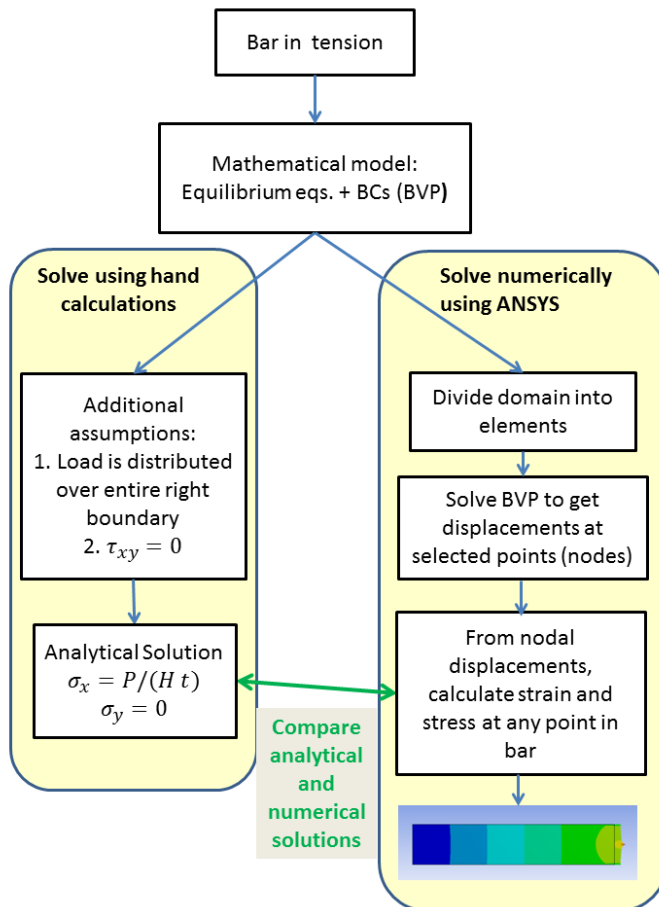 Bar in tension
Mathematical model:
Equilibrium eqs. + BCs (BVP)
Solve using hand
calculations
Additional
assumptions:
1. Load is distributed
over entire right
boundary
2. τxy = 0
Analytical Solution
σx = P/(H t)
σy = 0
Solve numerically
using ANSYS
Divide domain into
elements
Solve BVP to get
displacements at
selected points (nodes)
From nodal
displacements,
calculate strain and
stress at any point in
bar
Compare
analytical
and
numerical
solutions